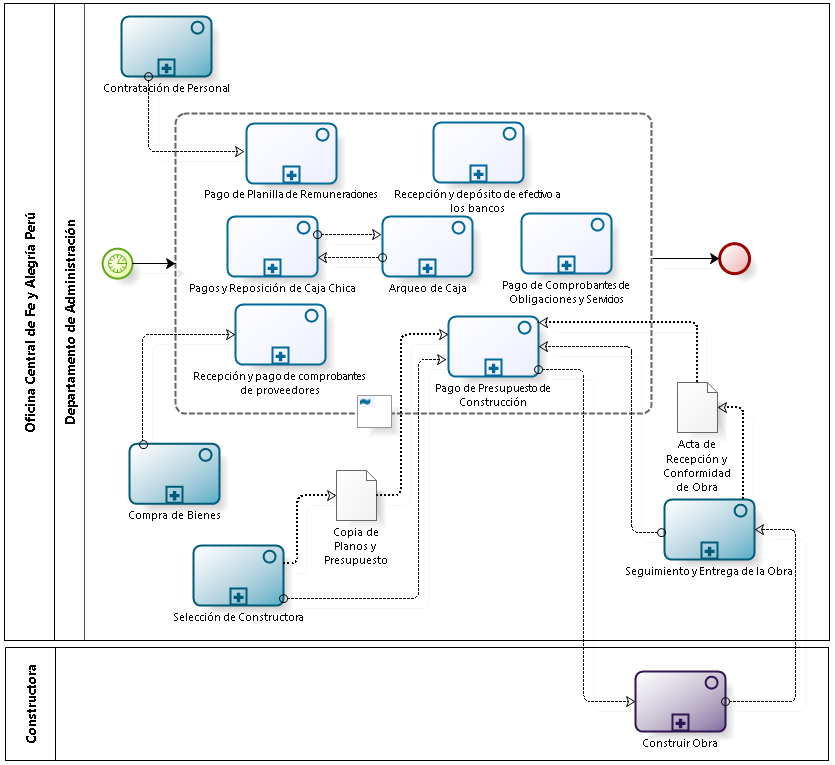 Oficina Central de Fe y Alegría Perú
Departamento de Administración
Contratación de Personal
Pago de Planilla de Remuneraciones
Recepción y depósito de efectivo a
los bancos
Pagos y Reposición de Caja Chica
Arqueo de Caja
Pago de Comprobantes de
Obligaciones y Servicios
Recepción y pago de comprobantes
de proveedores
Pago de Presupuesto de
Construcción
Acta de
Recepción y
Conformidad
de Obra
Compra de Bienes
Copia de
Planos y
Presupuesto
Seguimiento y Entrega de la Obra
Selección de Constructora
Constructora
Construir Obra